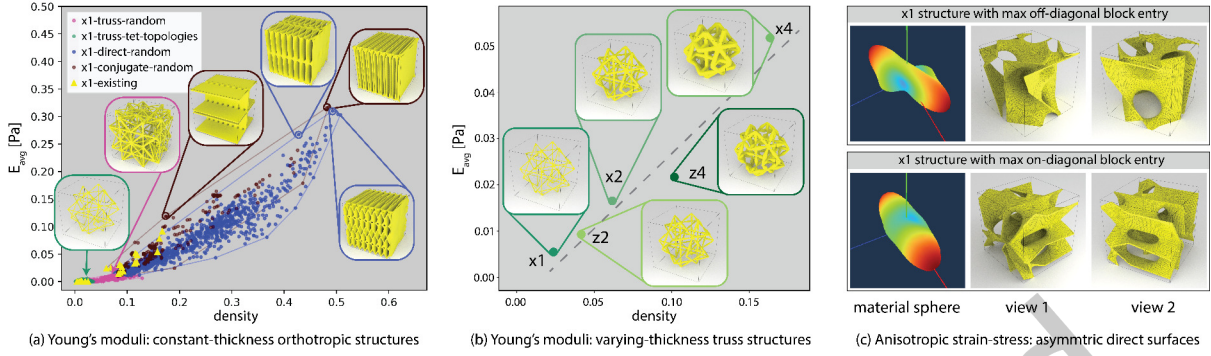 0.50
0.45
0.40
0.35
0.30
0.25
0.20
0.15
0.10
0.05
0.00
E_avg [Pa]
x1-truss-random
x1-truss-tet-topologies
x1-direct-random
x1-conjugate-random
x1-existing
0.0 0.1 0.2 0.3 0.4 0.5 0.6
density
(a) Young's moduli: constant-thickness orthotropic structures
0.05
0.04
0.03
0.02
0.01
0.00
E_avg [Pa]
x4
x2
z4
x1
z2
0.00 0.05 0.10 0.15
density
(b) Young's moduli: varying-thickness truss structures
x1 structure with max off-diagonal block entry
x1 structure with max on-diagonal block entry
material sphere view 1 view 2
(c) Anisotropic strain-stress: asymmtric direct surfaces